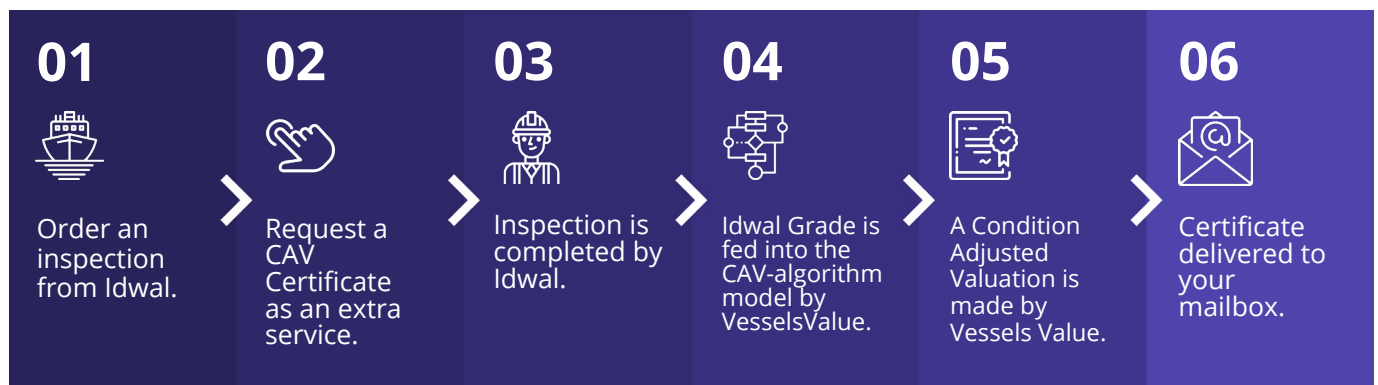 01
Order an
inspection
from Idwal.
02
Request a
CAV
Certificate
as an extra
service.
03
Inspection is
completed by
Idwal.
04
Idwal Grade is
fed into the
CAV-algorithm
model by
VesselsValue.
05
A Condition
Adjusted
Valuation is
made by
Vessels Value.
06
Certificate
delivered to
your
mailbox.